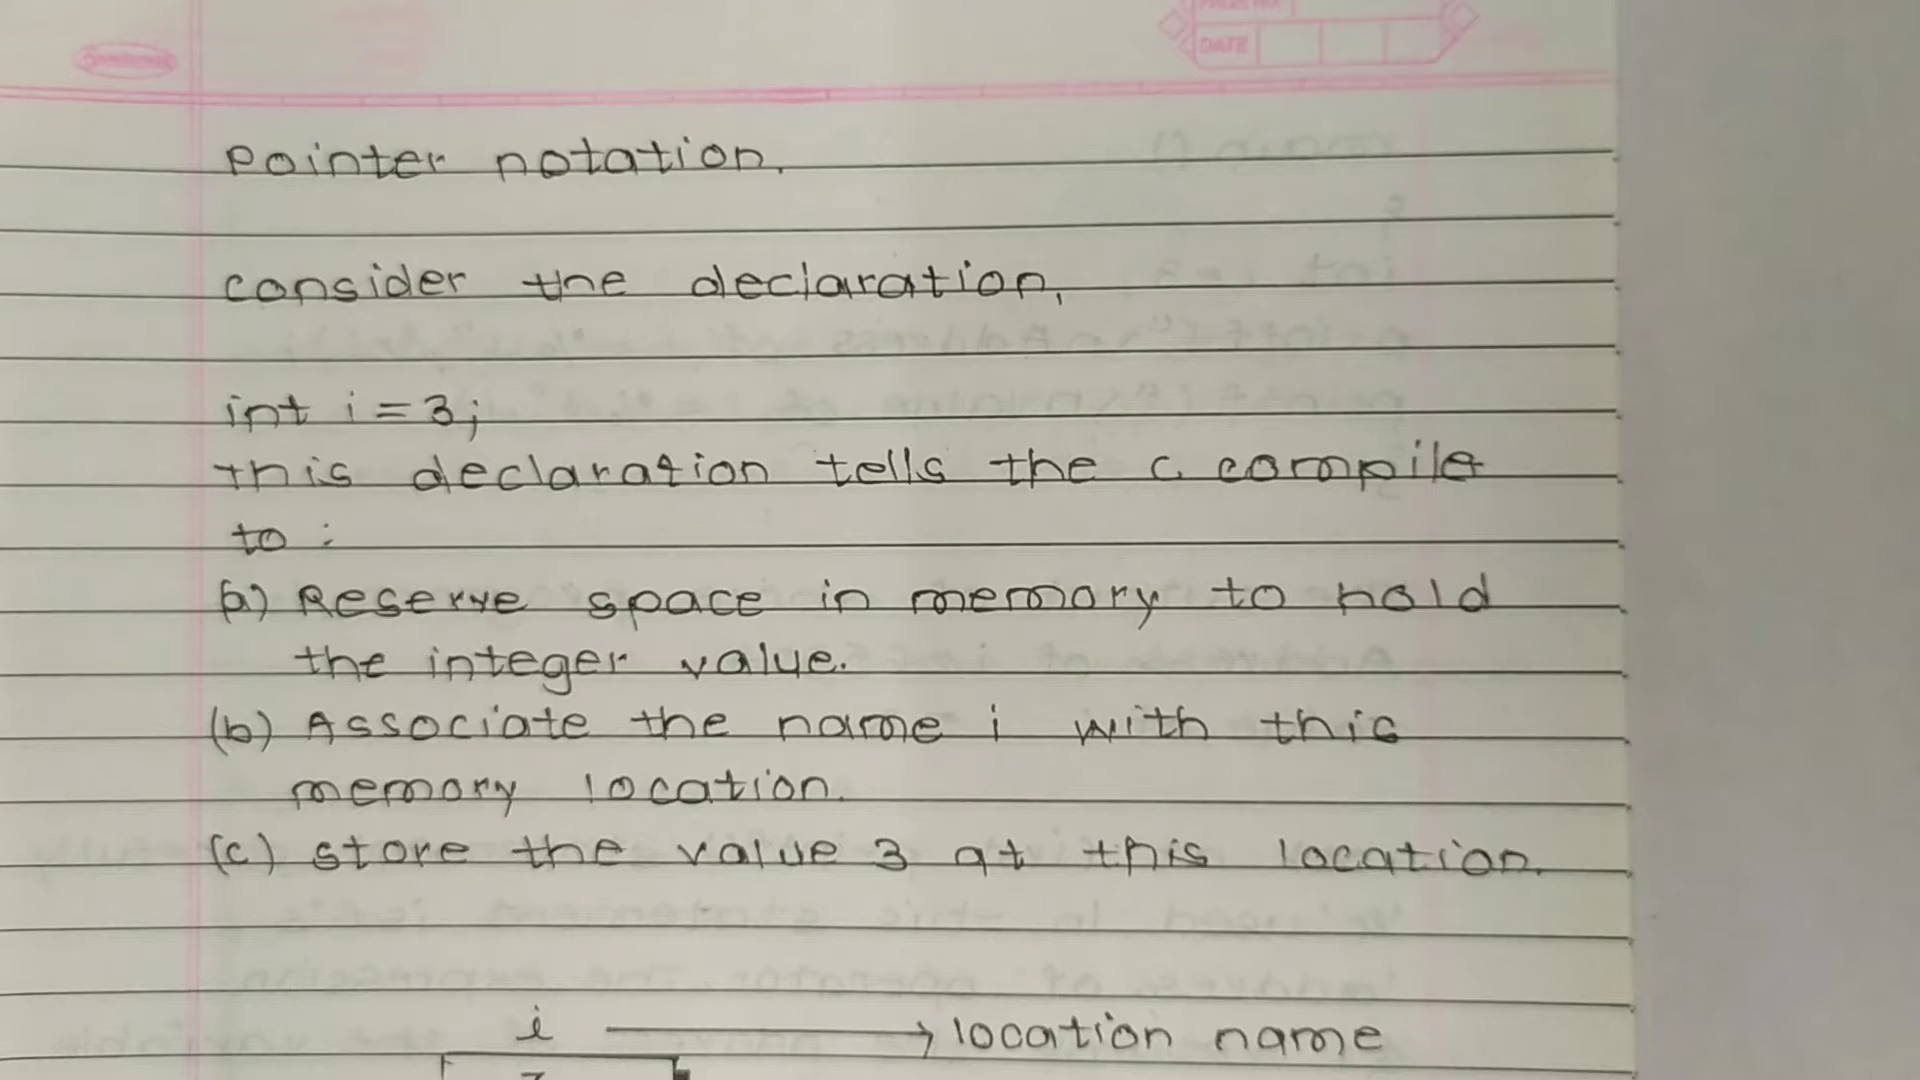 Pointer notation.
consider the declaration,
int i = 3;
this declaration tells the c compile
to :
(a) Reserve space in memory to hold
the integer value.
(b) Associate the name i with this
memory location.
(c) store the value 3 at this location.
i → location name
DATE